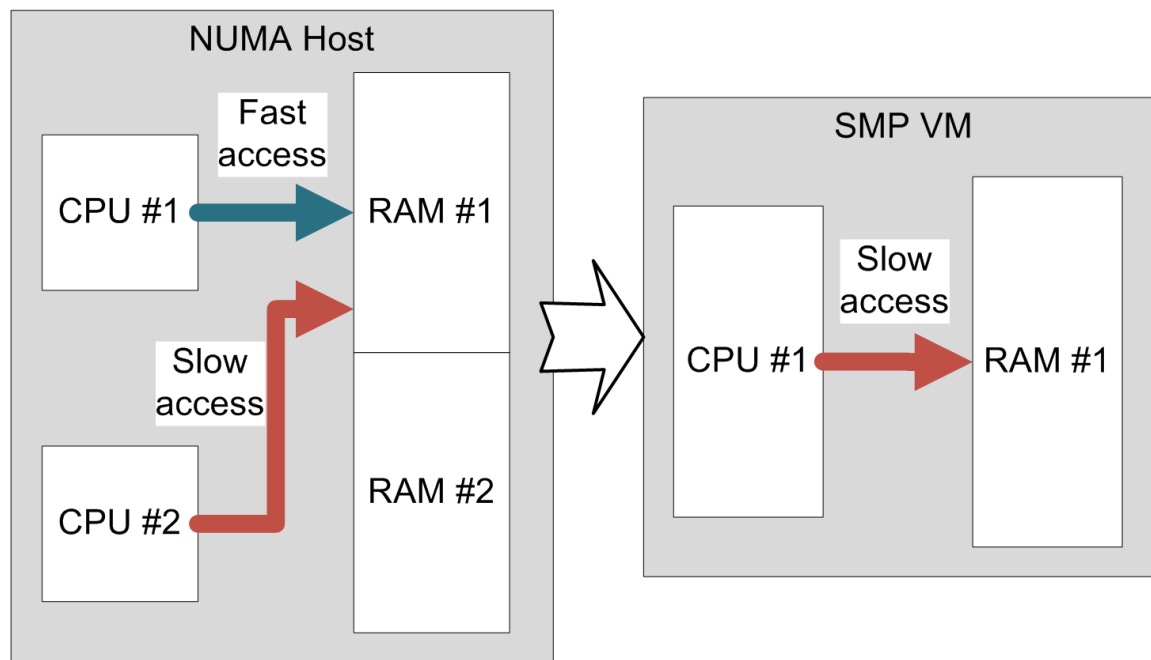 NUMA Host
Fast
access
CPU #1
RAM #1
Slow
access
CPU #2
RAM #2
SMP VM
Slow
access
CPU #1
RAM #1